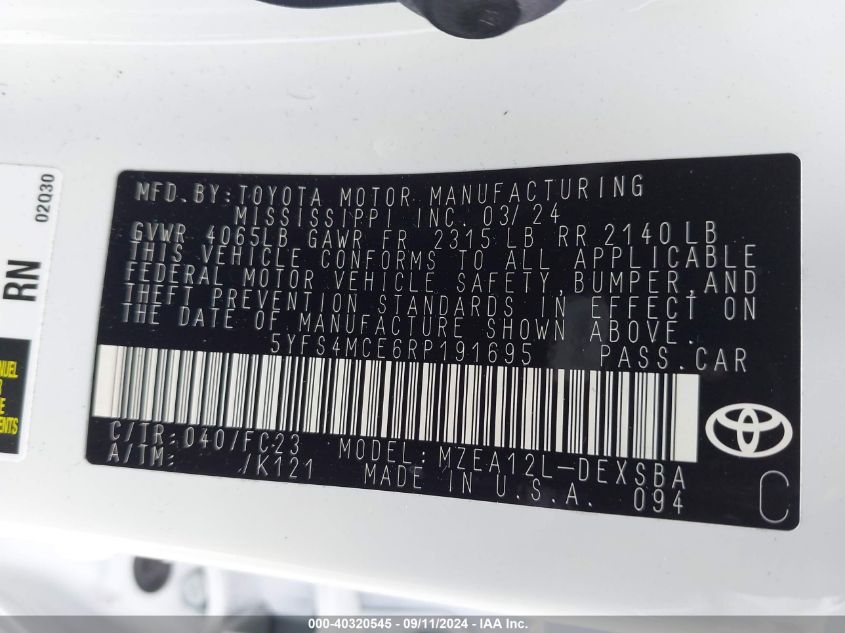 MFD. BY: TOYOTA MOTOR MANUFACTURING
MISSISSIPPI INC. 03/24
GVWR 4065LB GAWR FR 2315 LB RR 2140 LB
THIS VEHICLE CONFORMS TO ALL APPLICABLE
FEDERAL MOTOR VEHICLE SAFETY, BUMPER, AND
THEFT PREVENTION STANDARDS IN EFFECT ON
THE DATE OF MANUFACTURE SHOWN ABOVE.
5YFS4MCE6RP191695 PASS.CAR
C/TR: 040/FC23 MODEL: MZEA12L-DEXSBA
A/TM: /K121 MADE IN U.S.A. 094
C
RN 02030
NUEL
ENTS
000-40320545 - 09/11/2024 - IAA Inc.